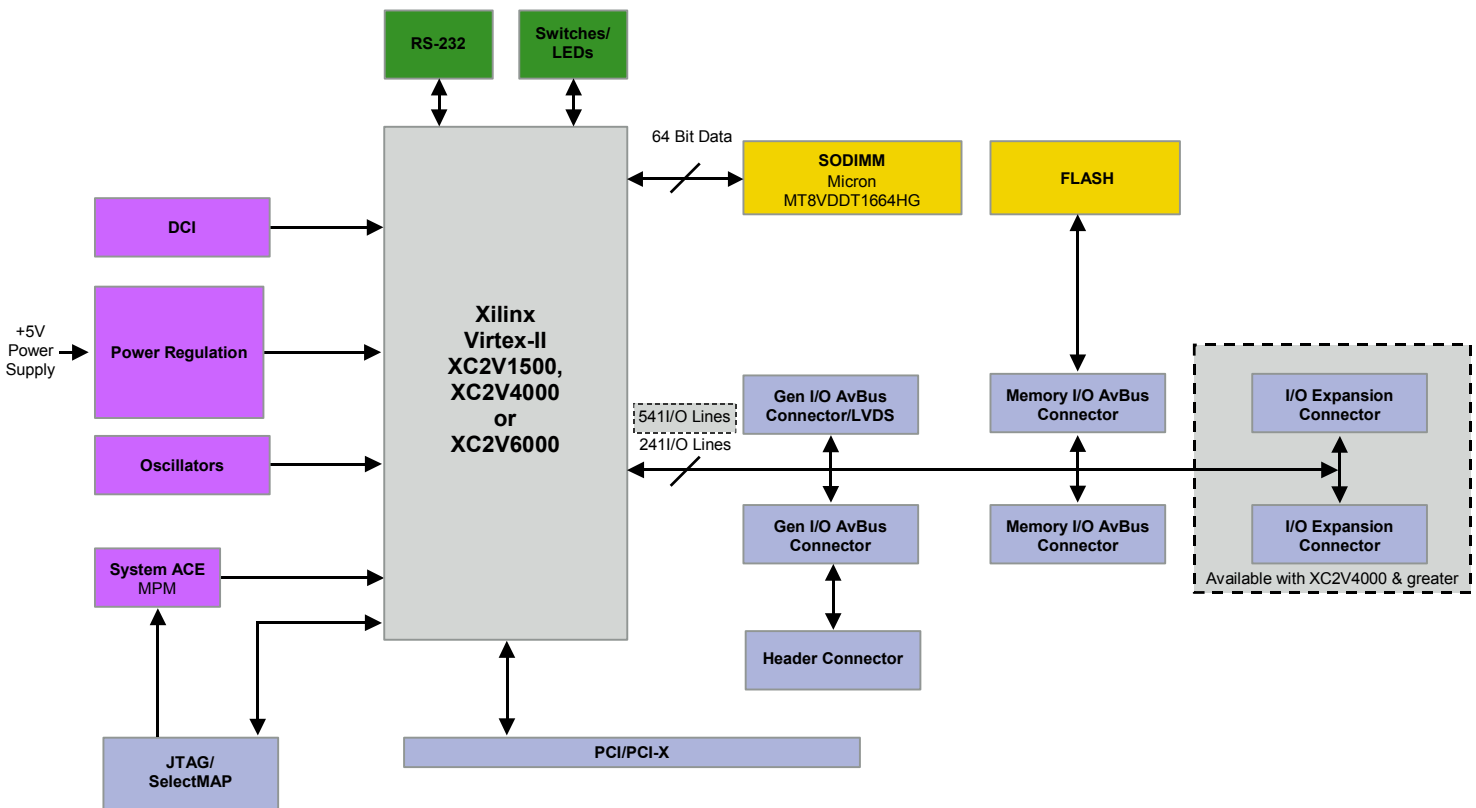 RS-232
Switches/
LEDs
64 Bit Data
SODIMM
Micron
MT8VDDT1664HG
FLASH
DCI
+5V
Power
Supply
Power Regulation
Xilinx
Virtex-II
XC2V1500,
XC2V4000
or
XC2V6000
541I/O Lines
241I/O Lines
Gen I/O AvBus
Connector/LVDS
Memory I/O AvBus
Connector
I/O Expansion
Connector
Oscillators
Gen I/O AvBus
Connector
Memory I/O AvBus
Connector
I/O Expansion
Connector
Available with XC2V4000 & greater
System ACE
MPM
Header Connector
JTAG/
SelectMAP
PCI/PCI-X